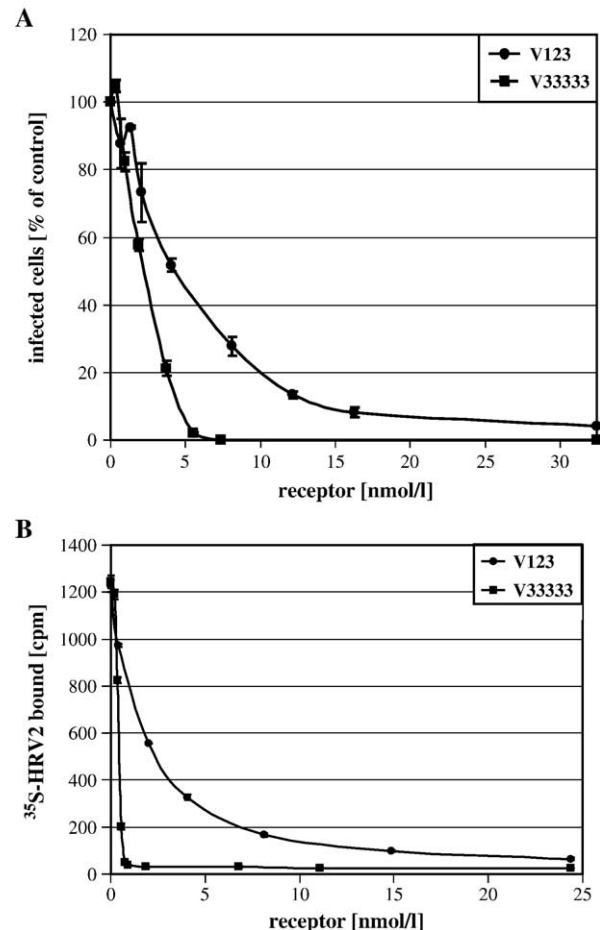 A
120
100
80
60
40
20
0
infected cells [% of control]
V123
V33333
0 5 10 15 20 25 30
receptor [nmol/l]
B
1400
1200
1000
800
600
400
200
0
³⁵S-HRV2 bound [cpm]
V123
V33333
0 5 10 15 20 25
receptor [nmol/l]